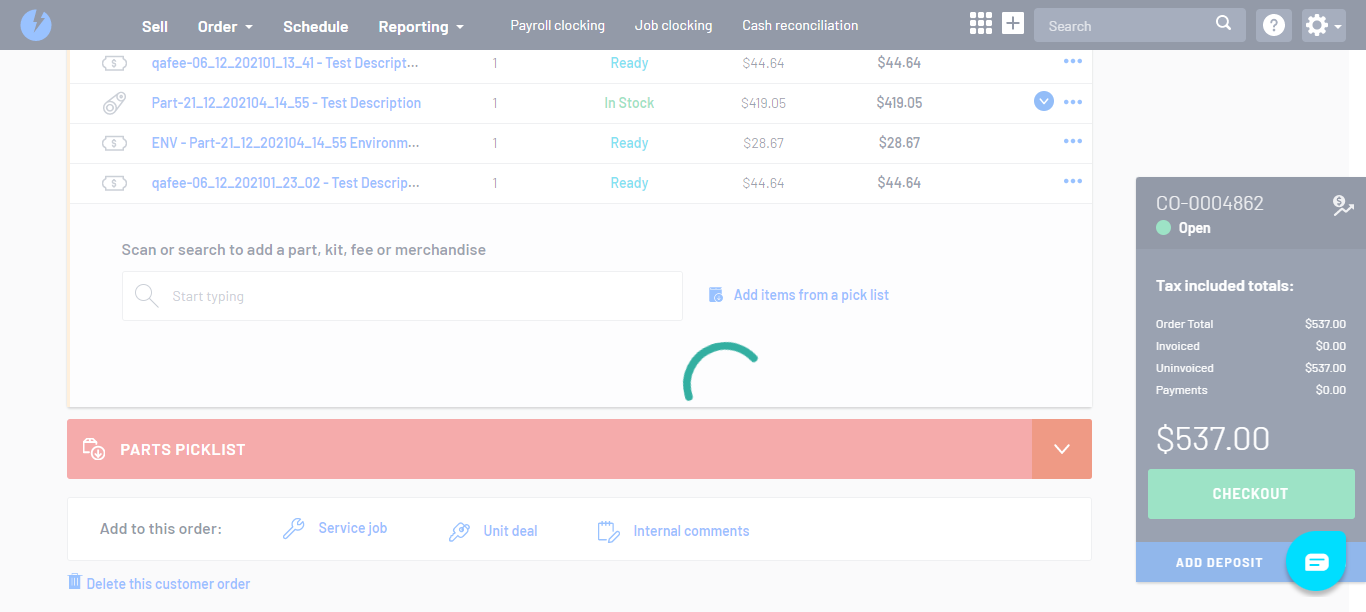 Sell Order Schedule Reporting Payroll clocking Job clocking Cash reconciliation Search
qafee-06_12_202101_13_41 - Test Descript... 1 Ready $44.64 $44.64
Part-21_12_202104_14_55 - Test Description 1 In Stock $419.05 $419.05
ENV - Part-21_12_202104_14_55 Environm... 1 Ready $28.67 $28.67
qafee-06_12_202101_23_02 - Test Descrip... 1 Ready $44.64 $44.64
Scan or search to add a part, kit, fee or merchandise
Start typing Add items from a pick list
PARTS PICKLIST
Add to this order: Service job Unit deal Internal comments
Delete this customer order
CO-0004862
Open
Tax included totals:
Order Total $537.00
Invoiced $0.00
Uninvoiced $537.00
Payments $0.00
$537.00
CHECKOUT
ADD DEPOSIT